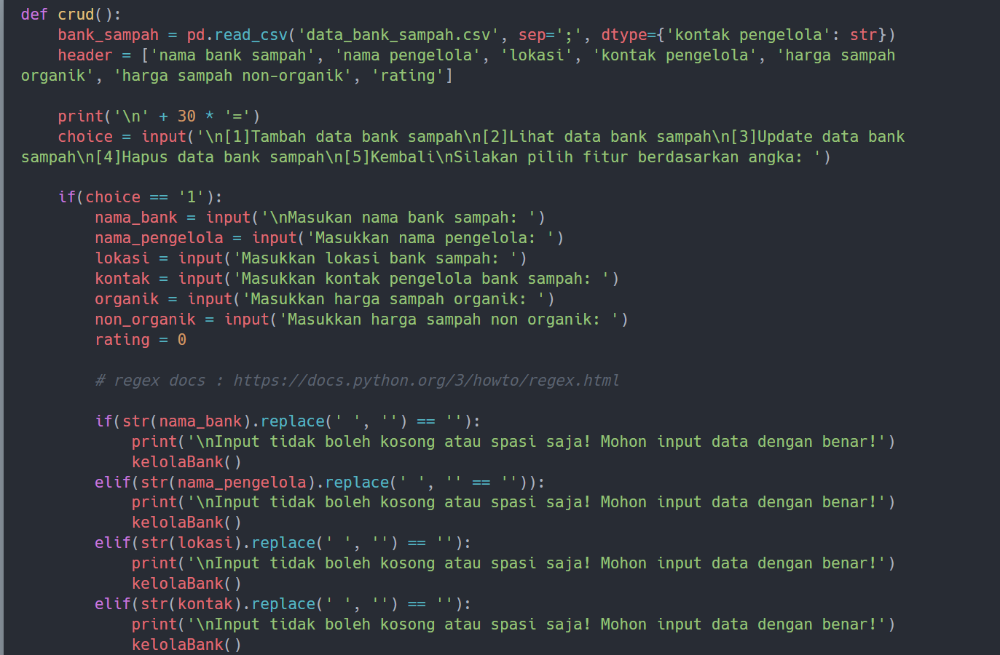 def crud():
    bank_sampah = pd.read_csv('data_bank_sampah.csv', sep=';', dtype={'kontak pengelola': str})
    header = ['nama bank sampah', 'nama pengelola', 'lokasi', 'kontak pengelola', 'harga sampah
organik', 'harga sampah non-organik', 'rating']

    print('\n' + 30 * '=')
    choice = input('\n[1]Tambah data bank sampah\n[2]Lihat data bank sampah\n[3]Update data bank
sampah\n[4]Hapus data bank sampah\n[5]Kembali\nSilakan pilih fitur berdasarkan angka: ')

    if(choice == '1'):
        nama_bank = input('\nMasukan nama bank sampah: ')
        nama_pengelola = input('Masukkan nama pengelola: ')
        lokasi = input('Masukkan lokasi bank sampah: ')
        kontak = input('Masukkan kontak pengelola bank sampah: ')
        organik = input('Masukkan harga sampah organik: ')
        non_organik = input('Masukkan harga sampah non organik: ')
        rating = 0

        # regex docs : https://docs.python.org/3/howto/regex.html

        if(str(nama_bank).replace(' ', '') == ''):
            print('\nInput tidak boleh kosong atau spasi saja! Mohon input data dengan benar!')
            kelolaBank()
        elif(str(nama_pengelola).replace(' ', '' == '')):
            print('\nInput tidak boleh kosong atau spasi saja! Mohon input data dengan benar!')
            kelolaBank()
        elif(str(lokasi).replace(' ', '') == ''):
            print('\nInput tidak boleh kosong atau spasi saja! Mohon input data dengan benar!')
            kelolaBank()
        elif(str(kontak).replace(' ', '') == ''):
            print('\nInput tidak boleh kosong atau spasi saja! Mohon input data dengan benar!')
            kelolaBank()